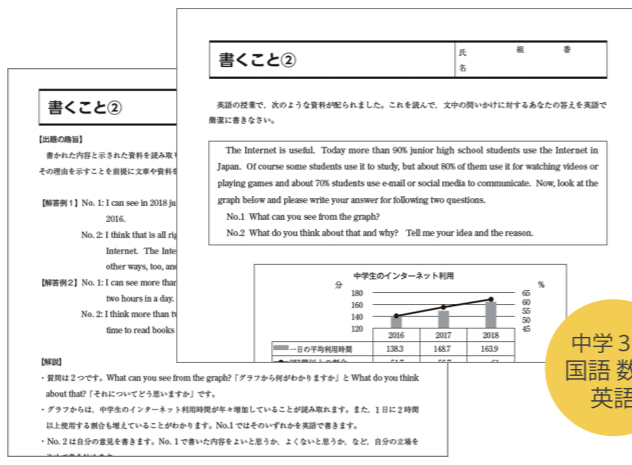 書くこと②
氏名 組 番
英語の授業で、次のような資料が配られました。これを読んで、文中の問いかけに対するあなたの答えを英語で
簡潔に書きなさい。
The Internet is useful. Today more than 90% junior high school students use the Internet in
Japan. Of course some students use it to study, but about 80% of them use it for watching videos or
playing games and about 70% students use e-mail or social media to communicate. Now, look at the
graph below and please write your answer for following two questions.
No.1 What can you see from the graph?
No.2 What do you think about that and why? Tell me your idea and the reason.
中学生のインターネット利用
分 %
180 65
160 60
140 55
120 50
45
2016 2017 2018
一日の平均利用時間 138.3 148.7 163.9
書くこと②
【出題の趣旨】
書かれた内容と示された資料を読み取り
その理由を示すことを前提に文章や資料を
【解答例1】 No. 1: I can see in 2018 ju
2016.
No. 2: I think that is all rig
Internet. The Inte
other ways, too, and
【解答例2】 No. 1: I can see more than
two hours in a day.
No. 2: I think more than tw
time to read books
【解説】
・質問は2つです。What can you see from the graph?「グラフから何がわかりますか」と What do you think
about that?「それについてどう思いますか」です。
・グラフからは、中学生のインターネット利用時間が年々増加していることが読み取れます。また、1日に2時間
以上使用する割合も増えていることがわかります。No.1ではそのいずれかを英語で書きます。
・No. 2は自分の意見を書きます。No. 1で書いた内容をよいと思うか、よくないと思うか、など、自分の立場を
中学3
国語 数
英語